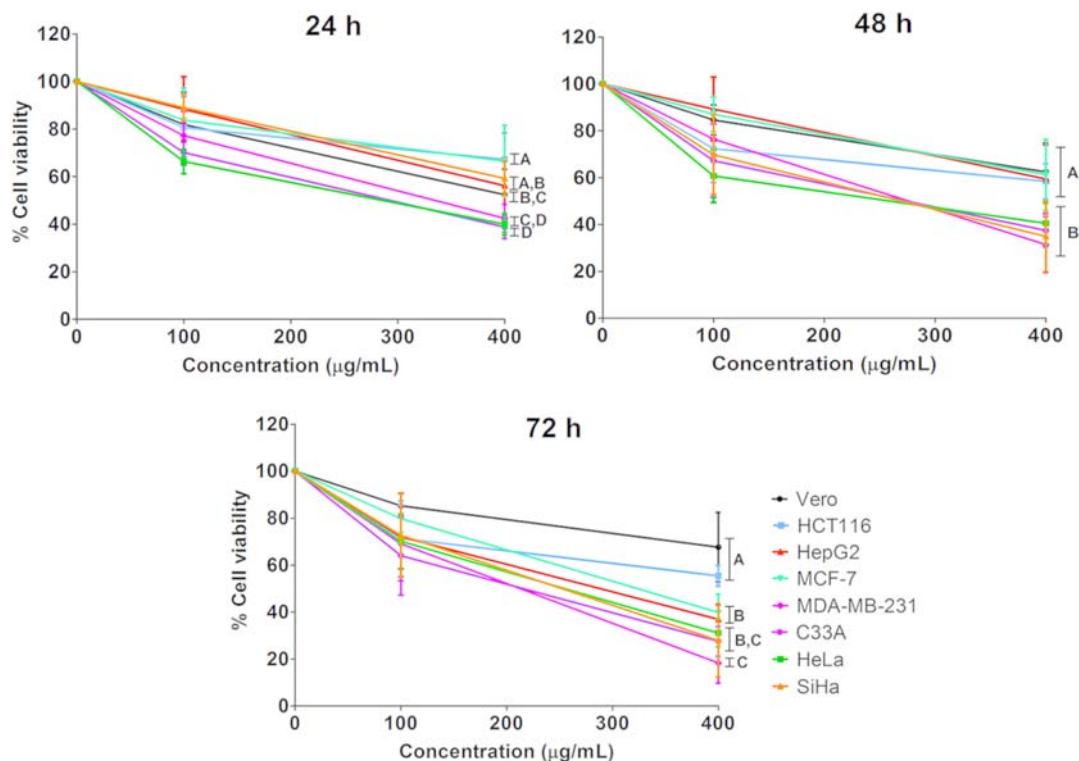 24 h
120
100
80
60
40
20
0
% Cell viability
0 100 200 300 400
Concentration (μg/mL)
A
A,B
B,C
C,D
D
48 h
120
100
80
60
40
20
0
% Cell viability
0 100 200 300 400
Concentration (μg/mL)
A
B
72 h
120
100
80
60
40
20
0
% Cell viability
0 100 200 300 400
Concentration (μg/mL)
A
B
B,C
C
Vero
HCT116
HepG2
MCF-7
MDA-MB-231
C33A
HeLa
SiHa